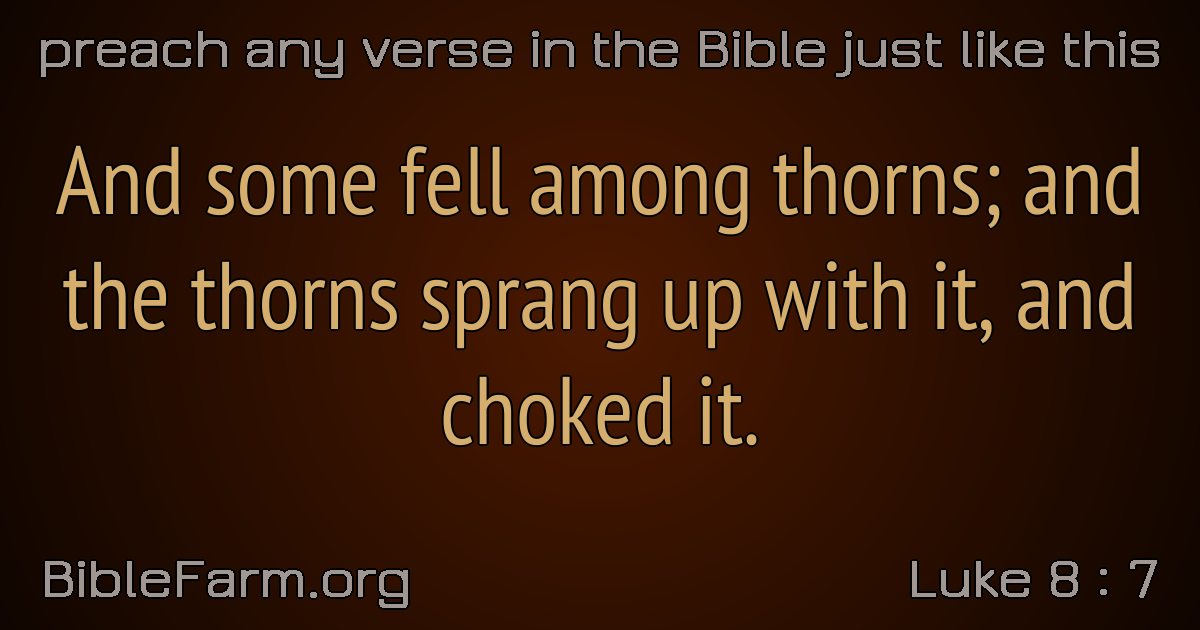 preach any verse in the Bible just like this
And some fell among thorns; and
the thorns sprang up with it, and
choked it.
BibleFarm.org
Luke 8 : 7